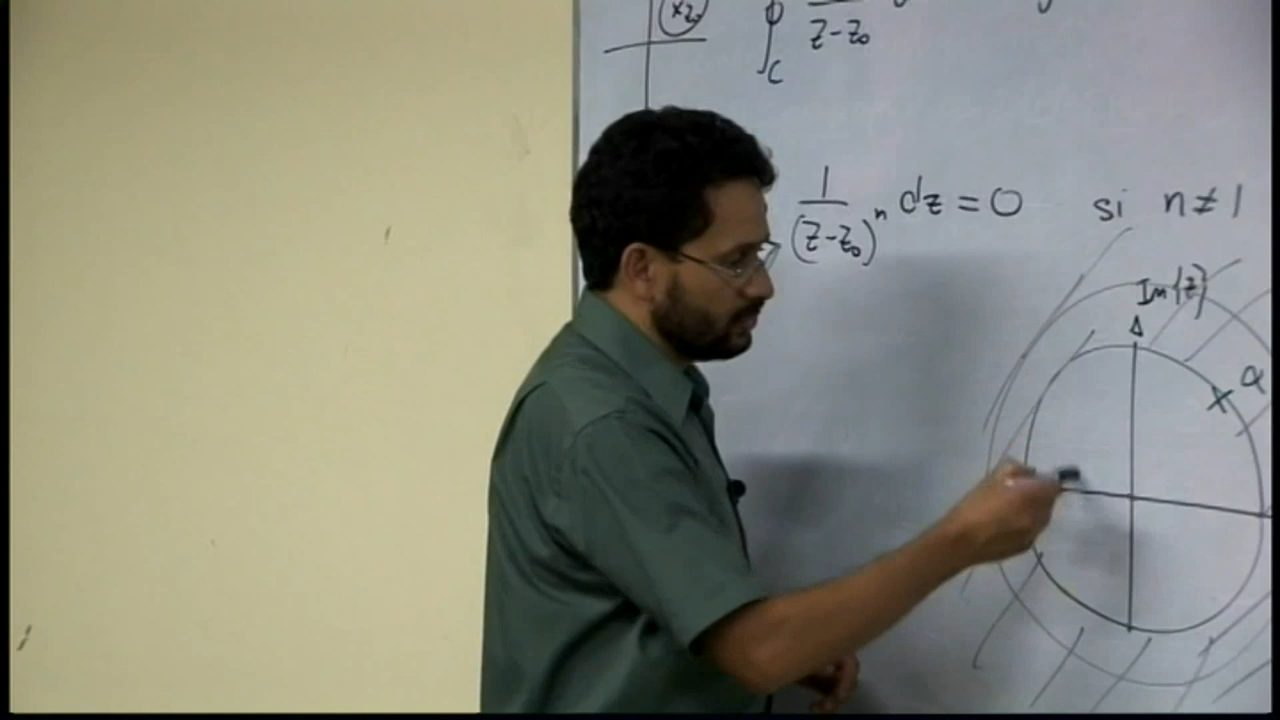 ×z₀
∮_C ‾‾/(z-z₀)
1/(z-z₀)ⁿ dz = 0 si n≠1
Im{z}
× a